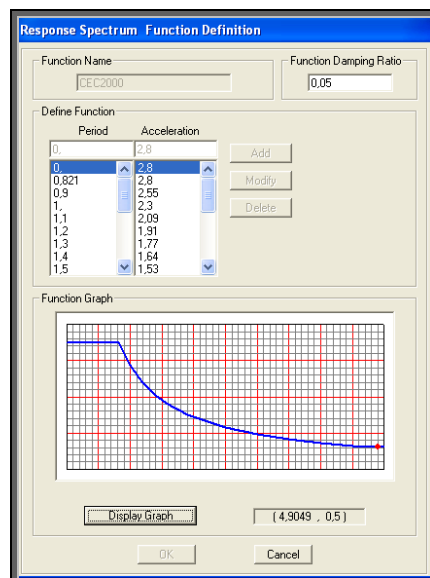 Response Spectrum Function Definition
Function Name
Function Damping Ratio
CEC2000
0,05
Define Function
Period Acceleration
0, 2,8
Add
0, 2,8
0,821 2,8
Modify
0,9 2,55
1, 2,3
Delete
1,1 2,09
1,2 1,91
1,3 1,77
1,4 1,64
1,5 1,53
Function Graph
Display Graph
( 4,9049 , 0,5 )
OK
Cancel